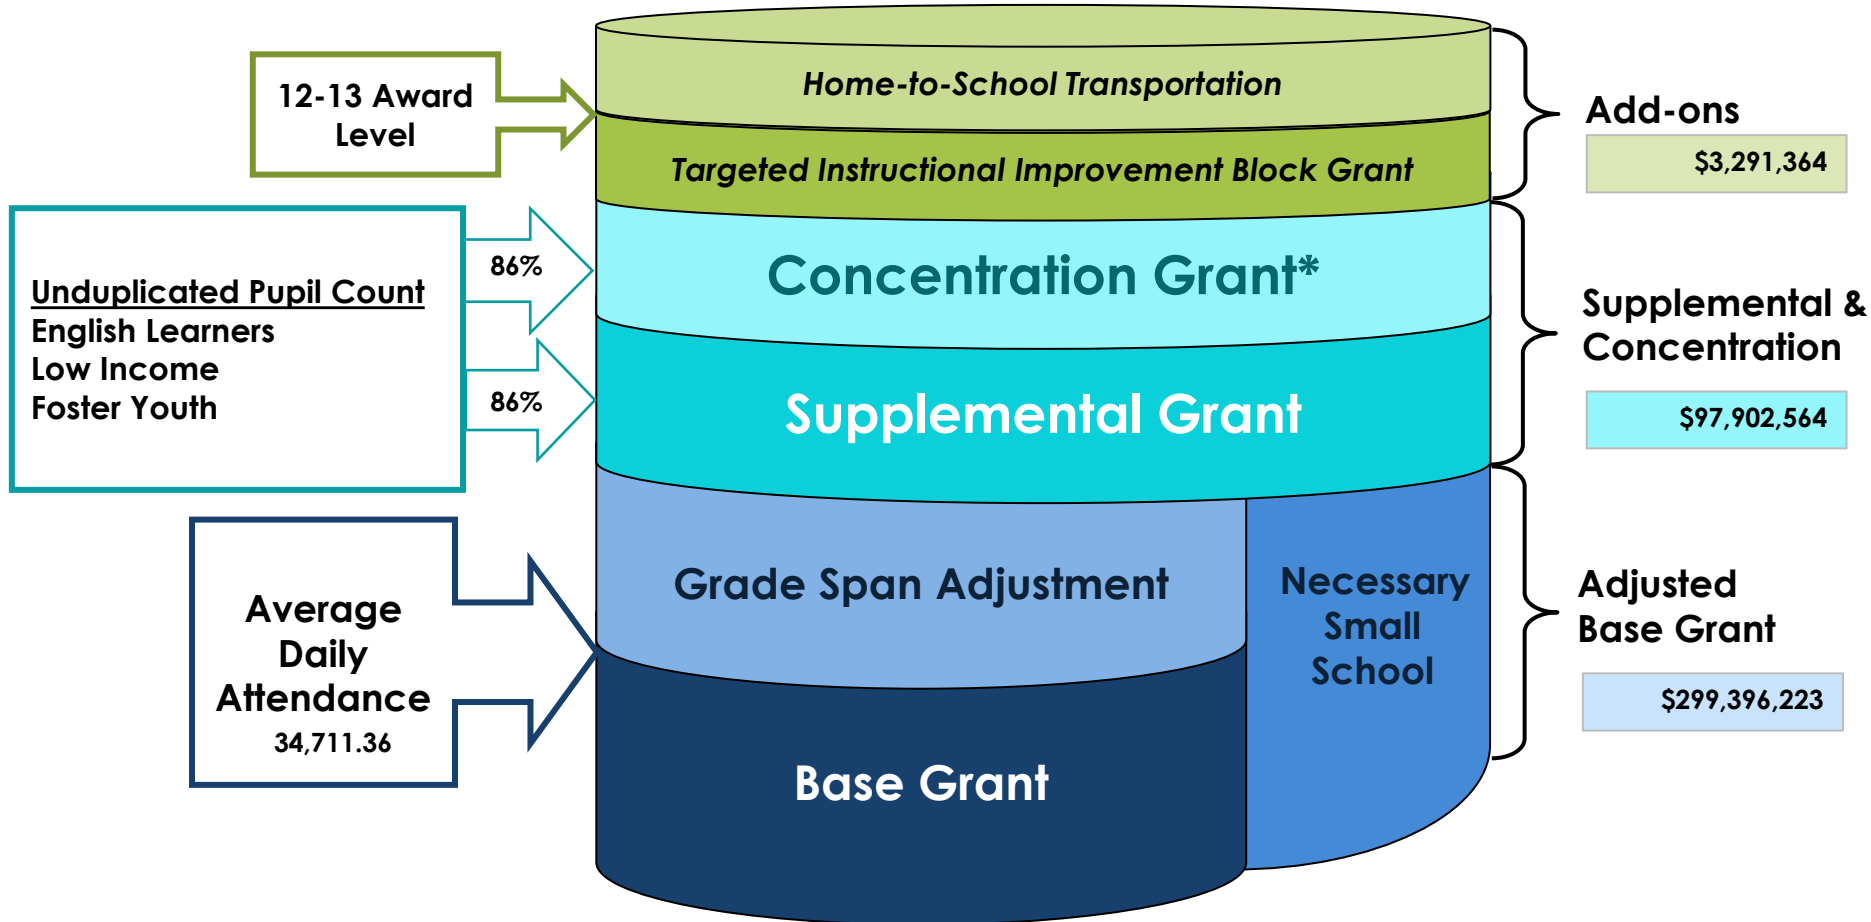 12-13 Award
Level
Home-to-School Transportation
Targeted Instructional Improvement Block Grant
Add-ons
$3,291,364
Unduplicated Pupil Count
English Learners
Low Income
Foster Youth
86%
86%
Concentration Grant*
Supplemental Grant
Supplemental &
Concentration
$97,902,564
Average
Daily
Attendance
34,711.36
Grade Span Adjustment
Base Grant
Necessary
Small
School
Adjusted
Base Grant
$299,396,223